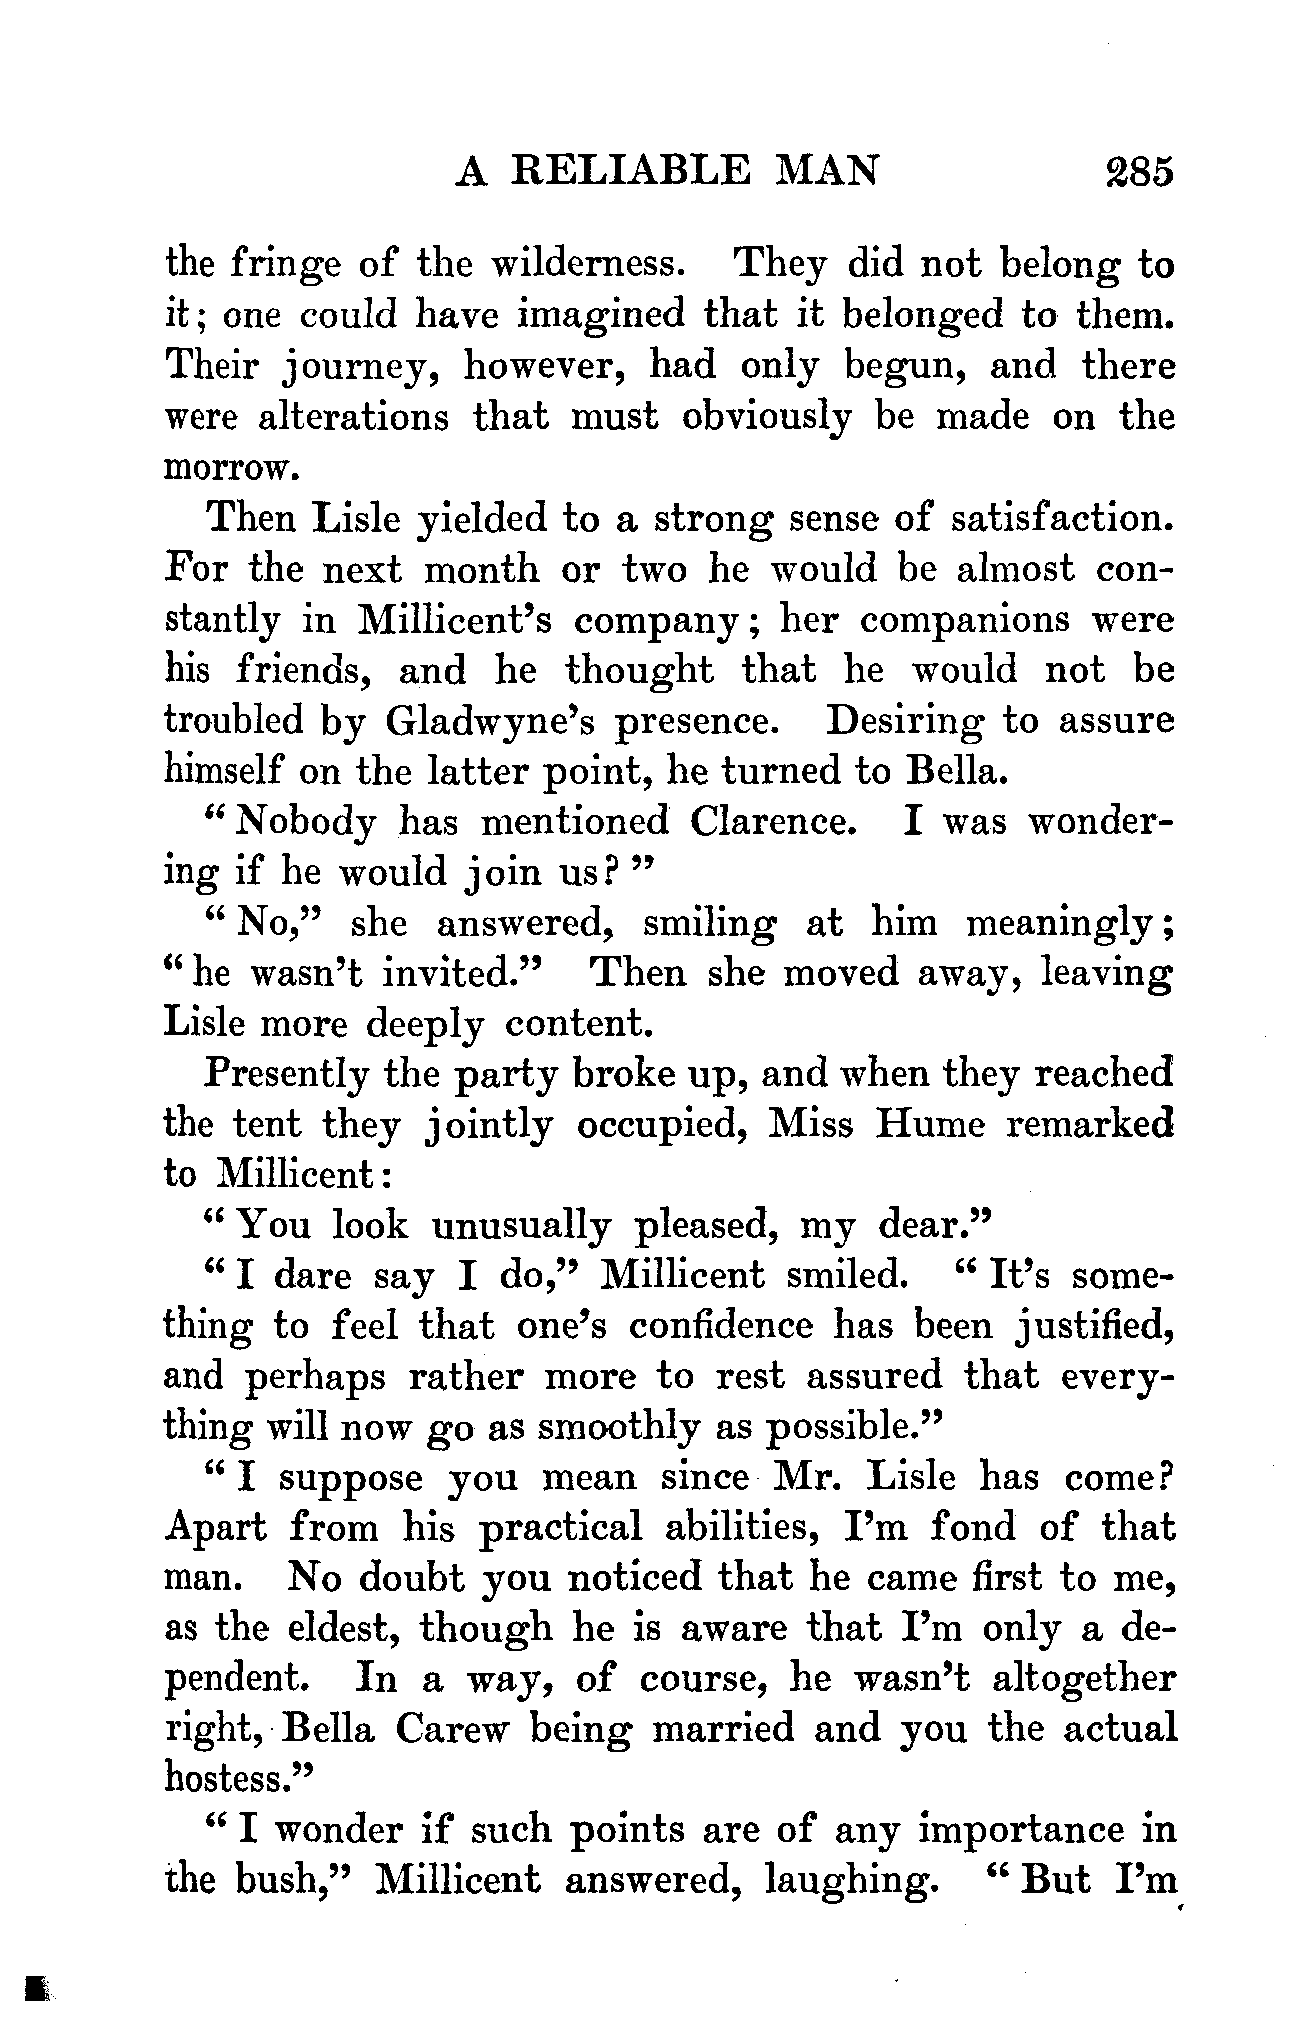 A RELIABLE MAN 285
the fringe of the wilderness. They did not belong to
it; one could have imagined that it belonged to them.
Their journey, however, had only begun, and there
were alterations that must obviously be made on the
morrow.
Then Lisle yielded to a strong sense of satisfaction.
For the next month or two he would be almost con-
stantly in Millicent's company; her companions were
his friends, and he thought that he would not be
troubled by Gladwyne's presence. Desiring to assure
himself on the latter point, he turned to Bella.
"Nobody has mentioned Clarence. I was wonder-
ing if he would join us?"
"No," she answered, smiling at him meaningly;
"he wasn't invited." Then she moved away, leaving
Lisle more deeply content.
Presently the party broke up, and when they reached
the tent they jointly occupied, Miss Hume remarked
to Millicent:
"You look unusually pleased, my dear."
"I dare say I do," Millicent smiled. "It's some-
thing to feel that one's confidence has been justified,
and perhaps rather more to rest assured that every-
thing will now go as smoothly as possible."
"I suppose you mean since Mr. Lisle has come?
Apart from his practical abilities, I'm fond of that
man. No doubt you noticed that he came first to me,
as the eldest, though he is aware that I'm only a de-
pendent. In a way, of course, he wasn't altogether
right, Bella Carew being married and you the actual
hostess."
"I wonder if such points are of any importance in
the bush," Millicent answered, laughing. "But I'm